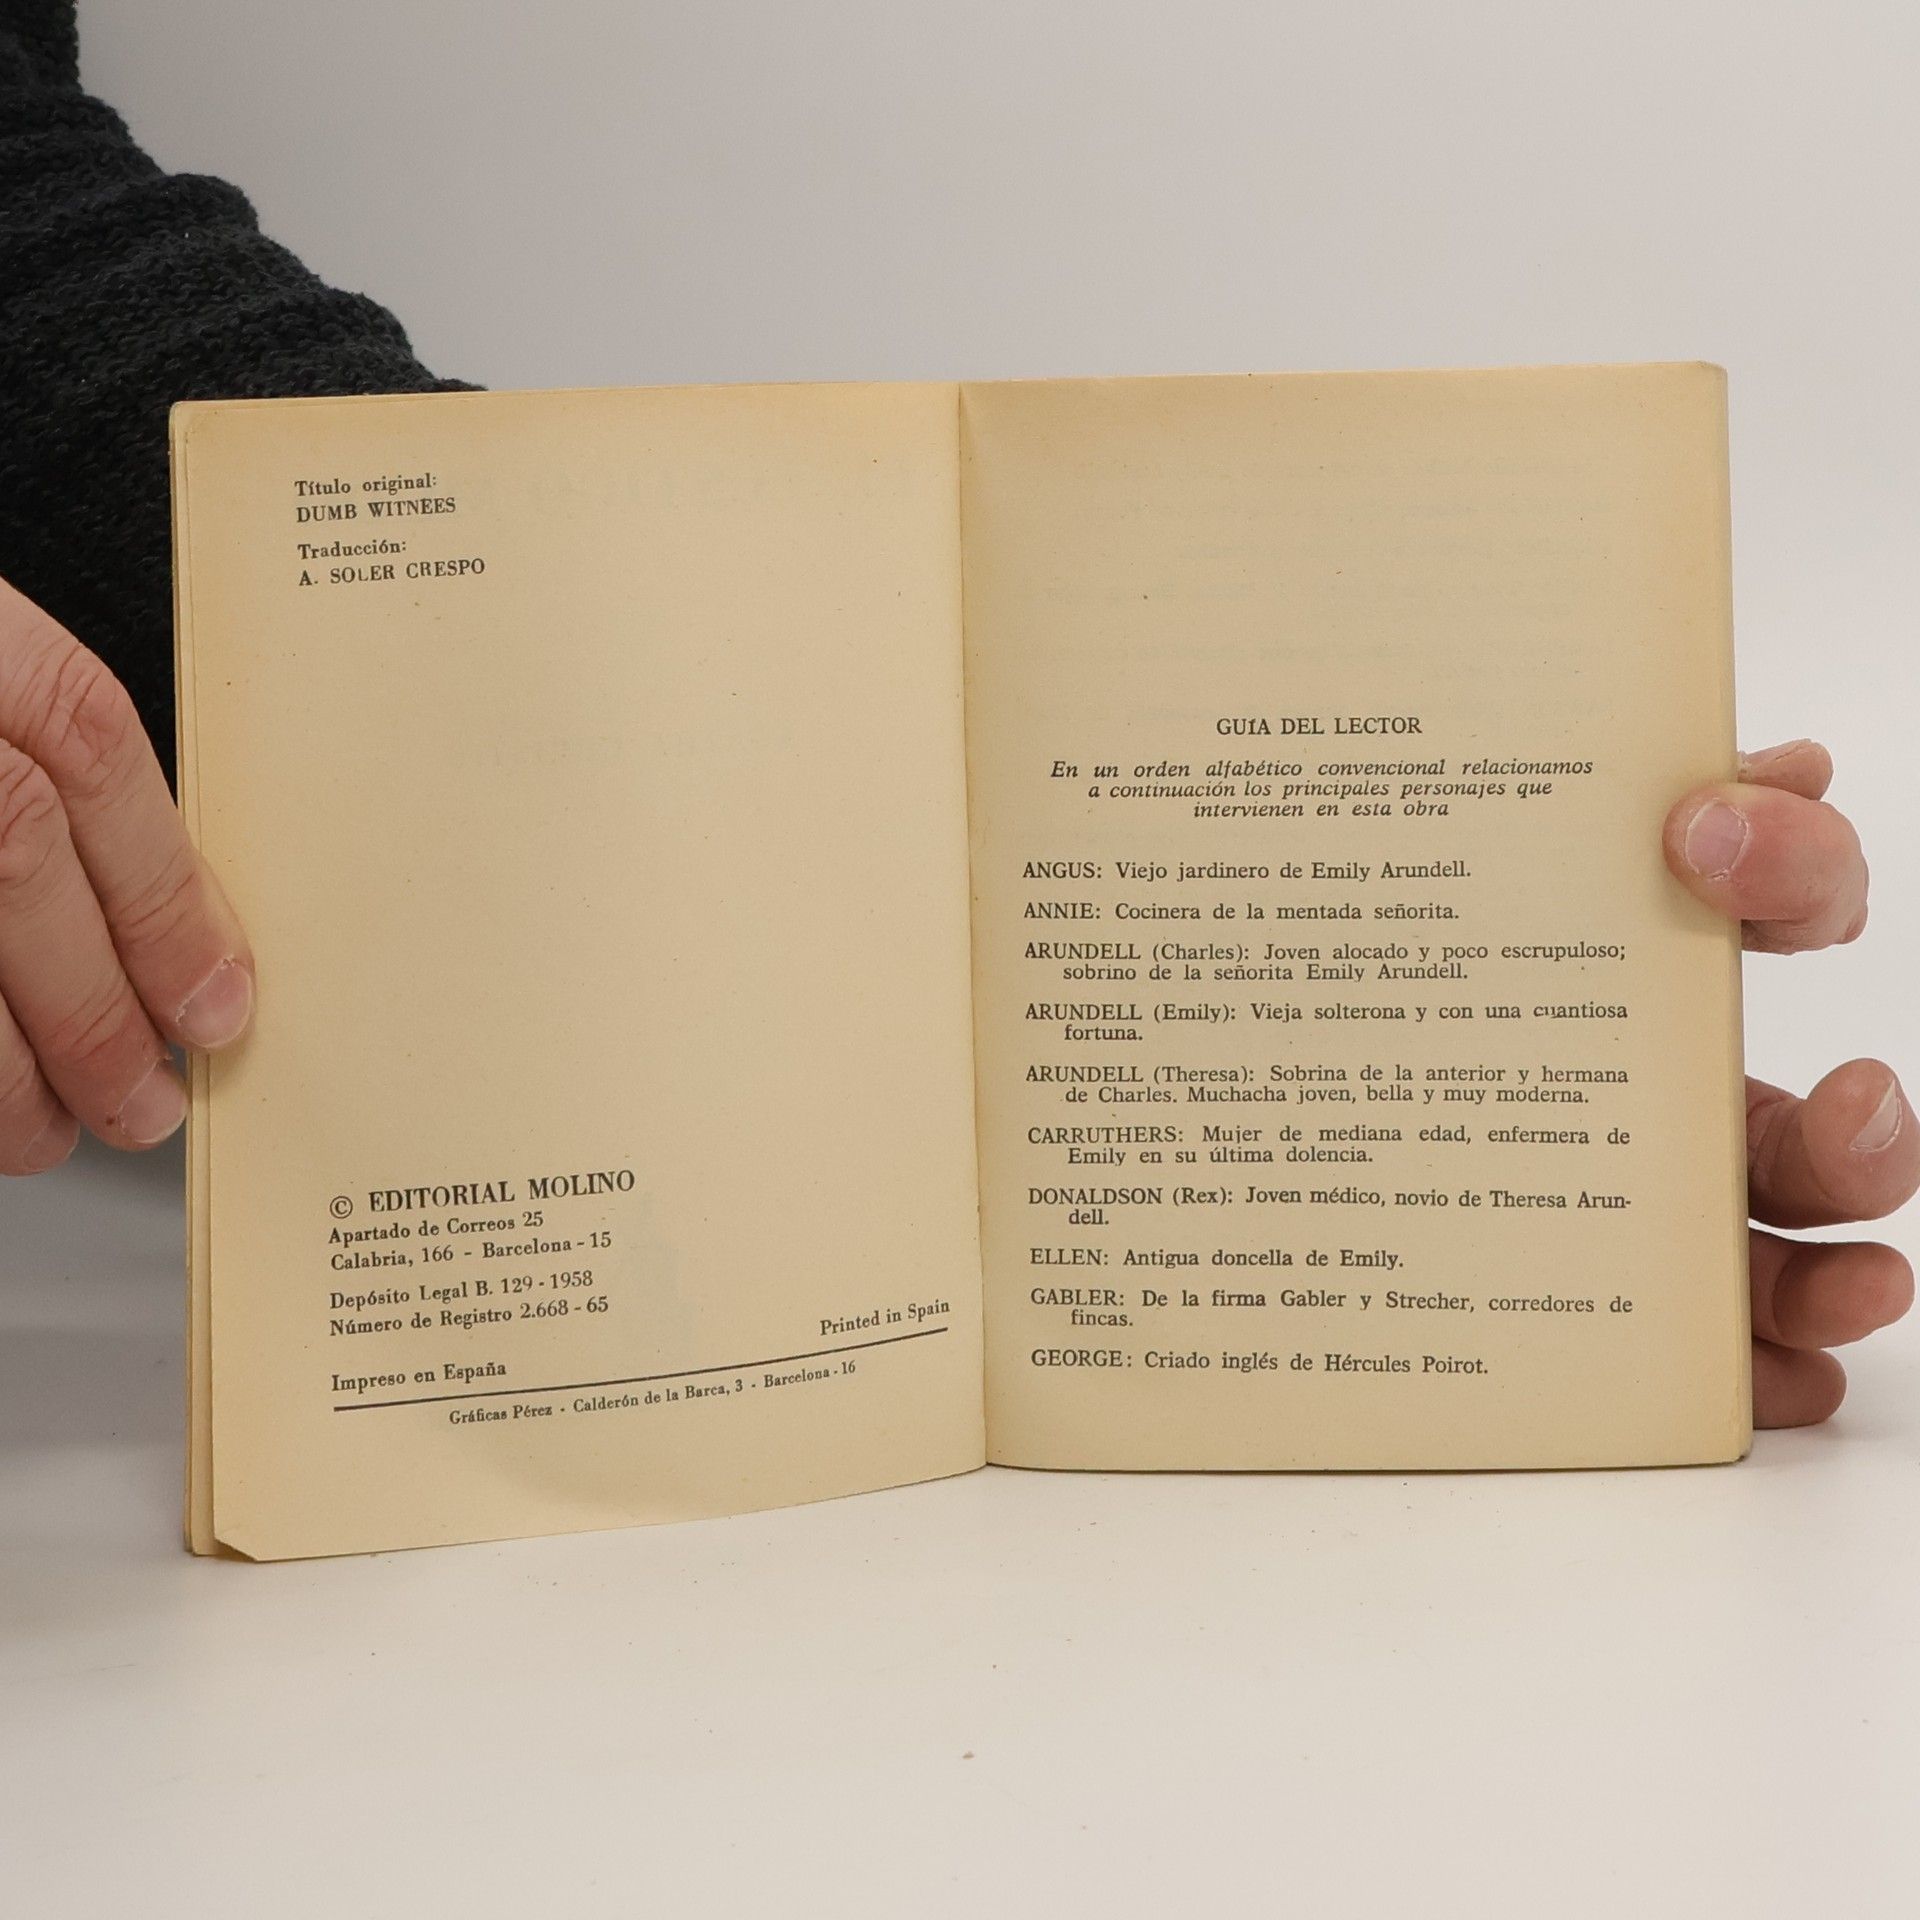 Título original:
DUMB WITNEES
Traducción:
A. SOLER CRESPO
© EDITORIAL MOLINO
Apartado de Correos 25
Calabria, 166 - Barcelona - 15
Depósito Legal B. 129 - 1958
Número de Registro 2.668 - 65
Impreso en España
Printed in Spain
Gráficas Pérez - Calderón de la Barca, 3 - Barcelona - 16
GUíA DEL LECTOR
En un orden alfabético convencional relacionamos
a continuación los principales personajes que
intervienen en esta obra
ANGUS: Viejo jardinero de Emily Arundell.
ANNIE: Cocinera de la mentada señorita.
ARUNDELL (Charles): Joven alocado y poco escrupuloso;
sobrino de la señorita Emily Arundell.
ARUNDELL (Emily): Vieja solterona y con una cuantiosa
fortuna.
ARUNDELL (Theresa): Sobrina de la anterior y hermana
de Charles. Muchacha joven, bella y muy moderna.
CARRUTHERS: Mujer de mediana edad, enfermera de
Emily en su última dolencia.
DONALDSON (Rex): Joven médico, novio de Theresa Arun-
dell.
ELLEN: Antigua doncella de Emily.
GABLER: De la firma Gabler y Strecher, corredores de
fincas.
GEORGE: Criado inglés de Hércules Poirot.